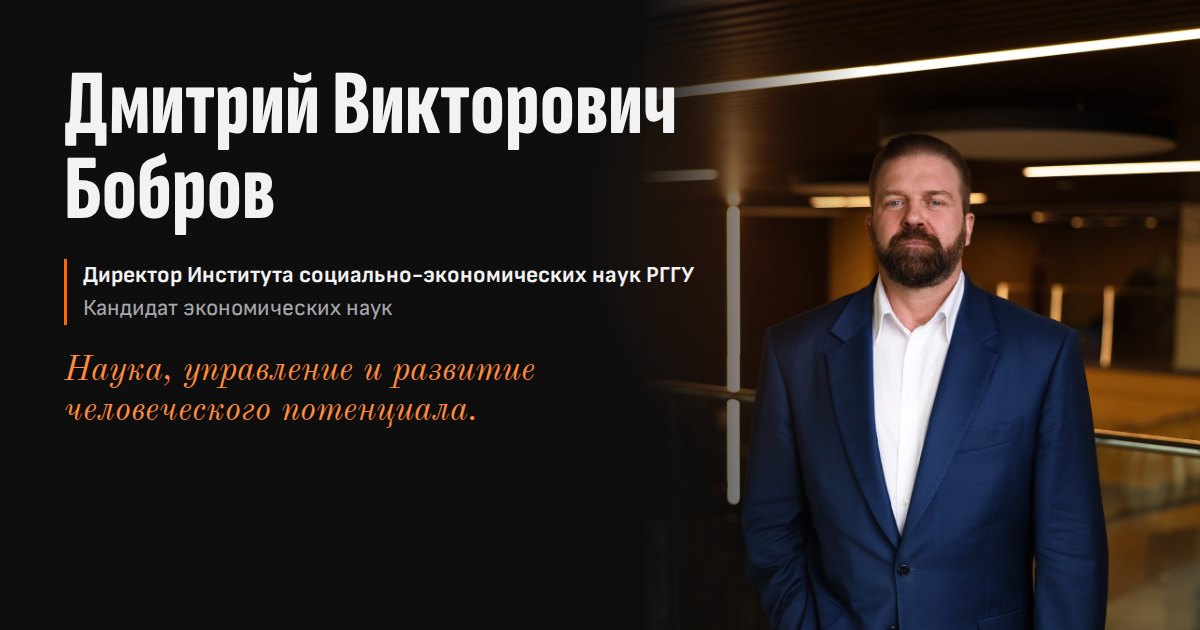 Дмитрий Викторович
Бобров
Директор Института социально-экономических наук РГГУ
Кандидат экономических наук
Наука, управление и развитие
человеческого потенциала.